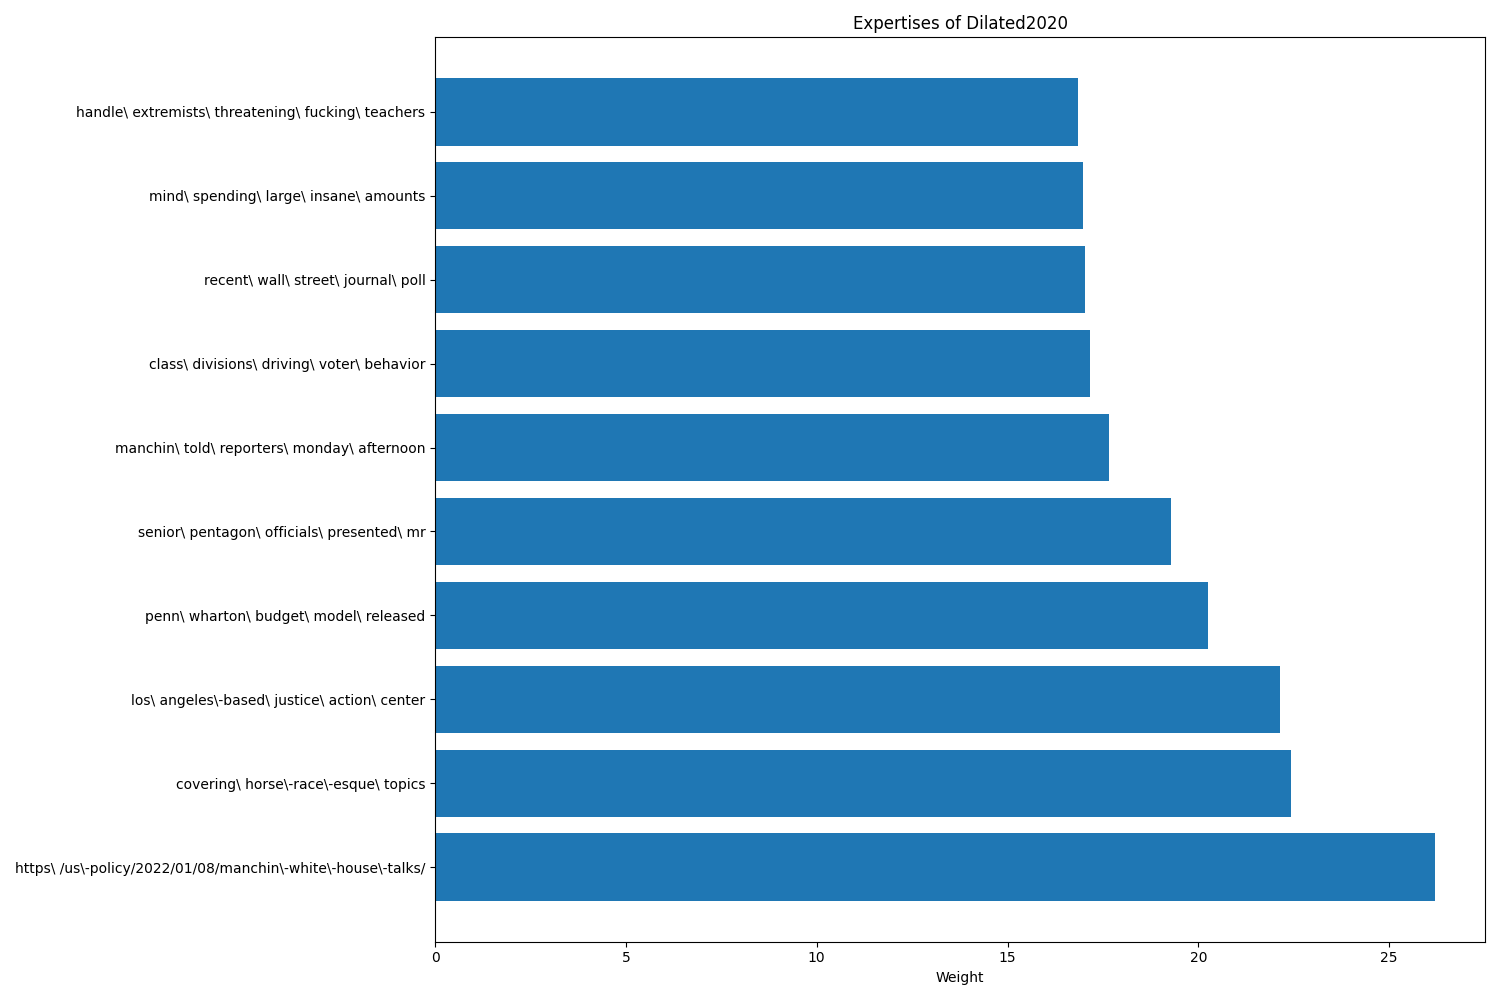 Expertises of Dilated2020
handle\ extremists\ threatening\ fucking\ teachers
mind\ spending\ large\ insane\ amounts
recent\ wall\ street\ journal\ poll
class\ divisions\ driving\ voter\ behavior
manchin\ told\ reporters\ monday\ afternoon
senior\ pentagon\ officials\ presented\ mr
penn\ wharton\ budget\ model\ released
los\ angeles\-based\ justice\ action\ center
covering\ horse\-race\-esque\ topics
https\ /us\-policy/2022/01/08/manchin\-white\-house\-talks/
0 5 10 15 20 25
Weight